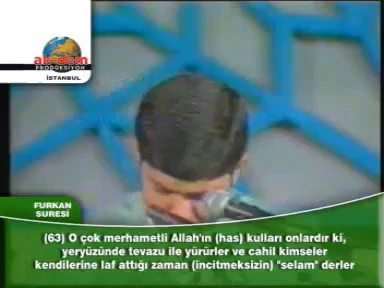 PRODÜKSİYON
İSTANBUL
FURKAN
SURESİ
(63) O çok merhametli Allah'ın (has) kulları onlardır ki,
yeryüzünde tevazu ile yürürler ve cahil kimseler
kendilerine laf attığı zaman (incitmeksizin) "selam" derler